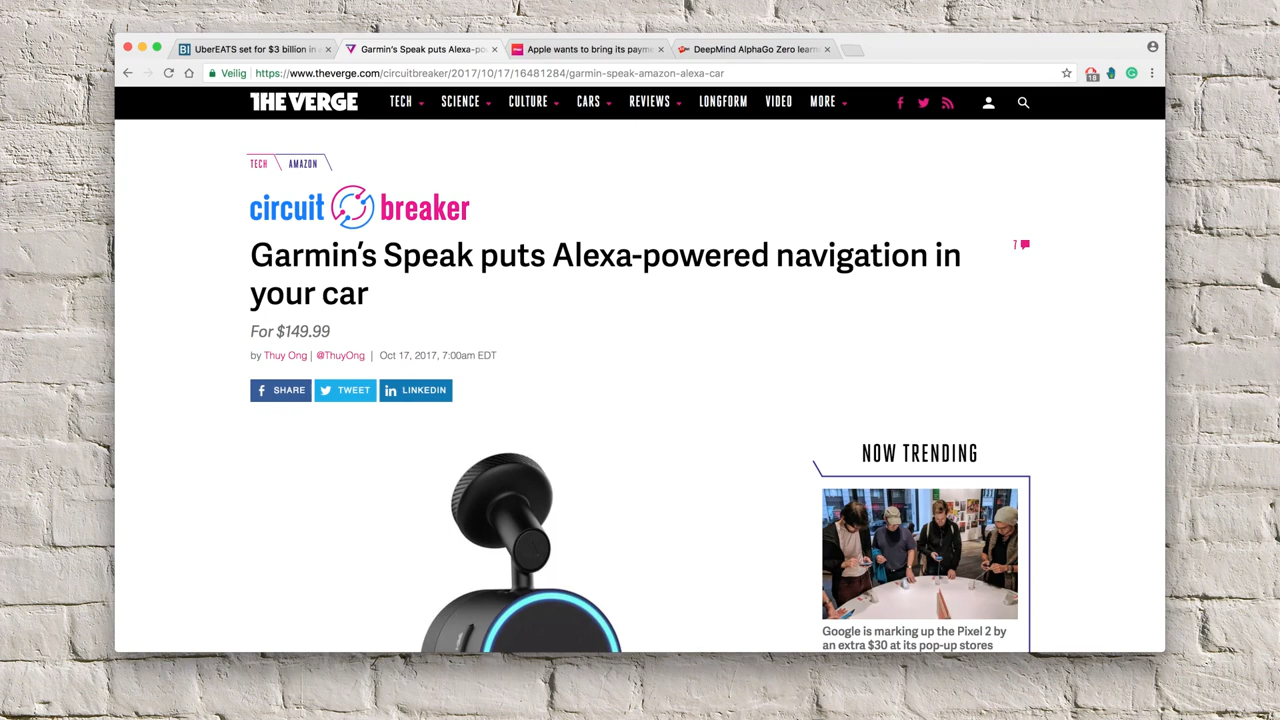 UberEATS set for $3 billion in
Garmin's Speak puts Alexa-po
Apple wants to bring its payme
DeepMind AlphaGo Zero learn
Veilig
https://www.theverge.com/circuitbreaker/2017/10/17/16481284/garmin-speak-amazon-alexa-car
18
THE VERGE
TECH
SCIENCE
CULTURE
CARS
REVIEWS
LONGFORM
VIDEO
MORE
TECH
AMAZON
circuit breaker
Garmin's Speak puts Alexa-powered navigation in
your car
7
For $149.99
by Thuy Ong | @ThuyOng | Oct 17, 2017, 7:00am EDT
SHARE
TWEET
LINKEDIN
NOW TRENDING
Google is marking up the Pixel 2 by
an extra $30 at its pop-up stores